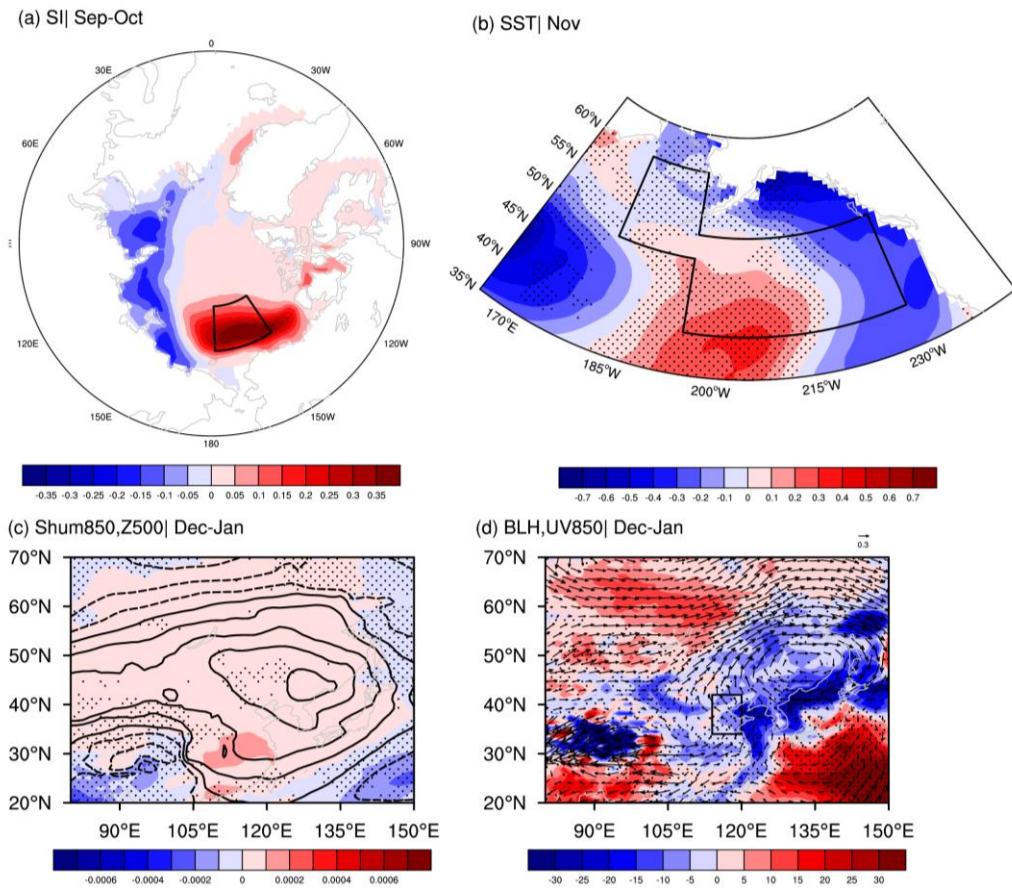 (a) SI| Sep-Oct
0
30E
30W
60E
60W
90W
120E
120W
150E
150W
180
-0.35 -0.3 -0.25 -0.2 -0.15 -0.1 -0.05 0 0.05 0.1 0.15 0.2 0.25 0.3 0.35
(b) SST| Nov
60°N
55°N
50°N
45°N
40°N
35°N
170°E
185°W
200°W
215°W
230°W
-0.7 -0.6 -0.5 -0.4 -0.3 -0.2 -0.1 0 0.1 0.2 0.3 0.4 0.5 0.6 0.7
(c) Shum850,Z500| Dec-Jan
70°N
60°N
50°N
40°N
30°N
20°N
90°E 105°E 120°E 135°E 150°E
-0.0006 -0.0004 -0.0002 0 0.0002 0.0004 0.0006
(d) BLH,UV850| Dec-Jan
0.3
70°N
60°N
50°N
40°N
30°N
20°N
90°E 105°E 120°E 135°E 150°E
-30 -25 -20 -15 -10 -5 0 5 10 15 20 25 30